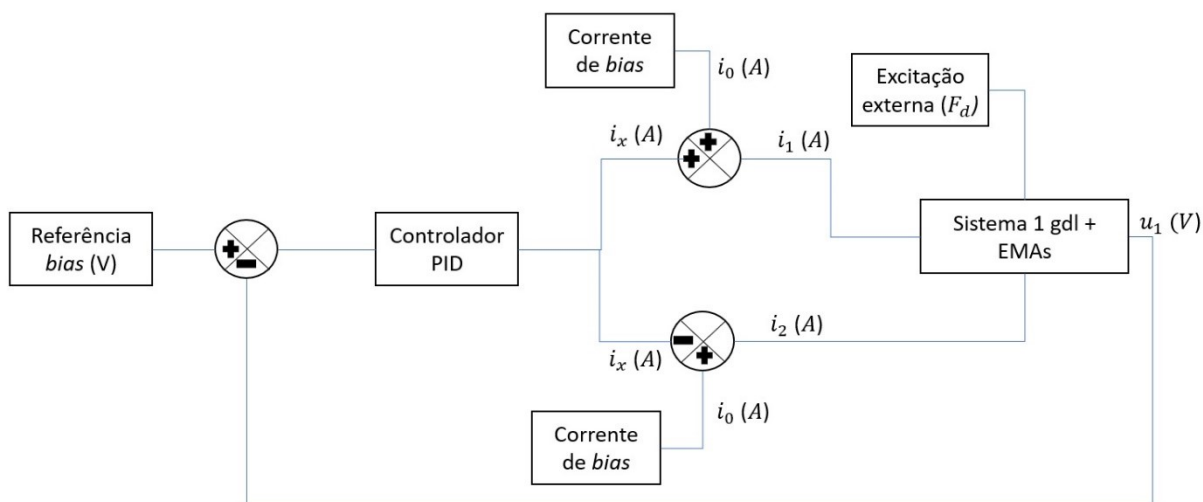 Corrente
de bias
i₀ (A)
Excitação
externa (F_d)
iₓ (A)
i₁ (A)
Referência
bias (V)
Controlador
PID
Sistema 1 gdl +
EMAs
u₁ (V)
iₓ (A)
i₂ (A)
i₀ (A)
Corrente
de bias